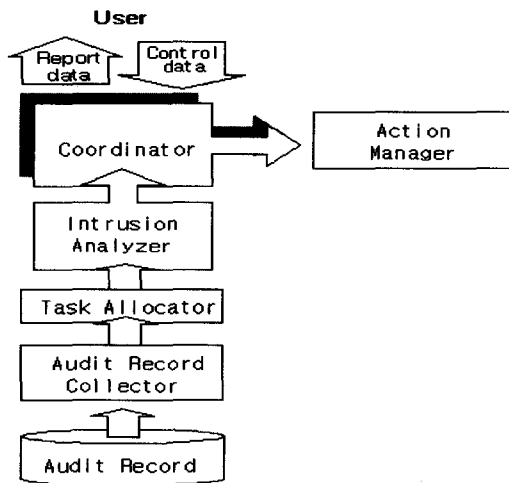 User
Report
data
Control
data
Coordinator
Action
Manager
Intrusion
Analyzer
Task Allocator
Audit Record
Collector
Audit Record